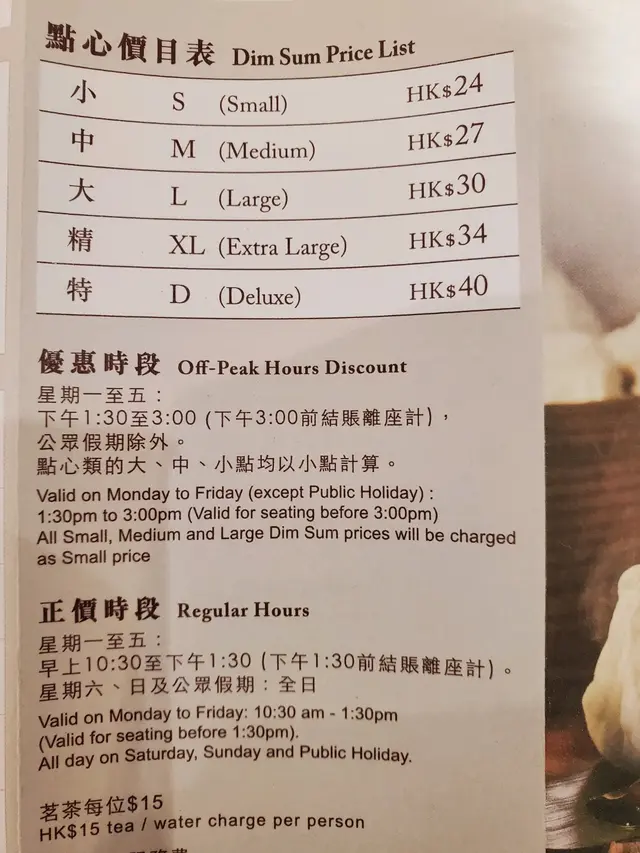 點心價目表 Dim Sum Price List
小 S (Small) HK$24
中 M (Medium) HK$27
大 L (Large) HK$30
精 XL (Extra Large) HK$34
特 D (Deluxe) HK$40
優惠時段 Off-Peak Hours Discount
星期一至五：
下午1:30至3:00 (下午3:00前結賬離座計)，
公眾假期除外。
點心類的大、中、小點均以小點計算。
Valid on Monday to Friday (except Public Holiday) :
1:30pm to 3:00pm (Valid for seating before 3:00pm)
All Small, Medium and Large Dim Sum prices will be charged
as Small price
正價時段 Regular Hours
星期一至五：
早上10:30至下午1:30 (下午1:30前結賬離座計)。
星期六、日及公眾假期：全日
Valid on Monday to Friday: 10:30 am - 1:30pm
(Valid for seating before 1:30pm).
All day on Saturday, Sunday and Public Holiday.
茗茶每位$15
HK$15 tea / water charge per person